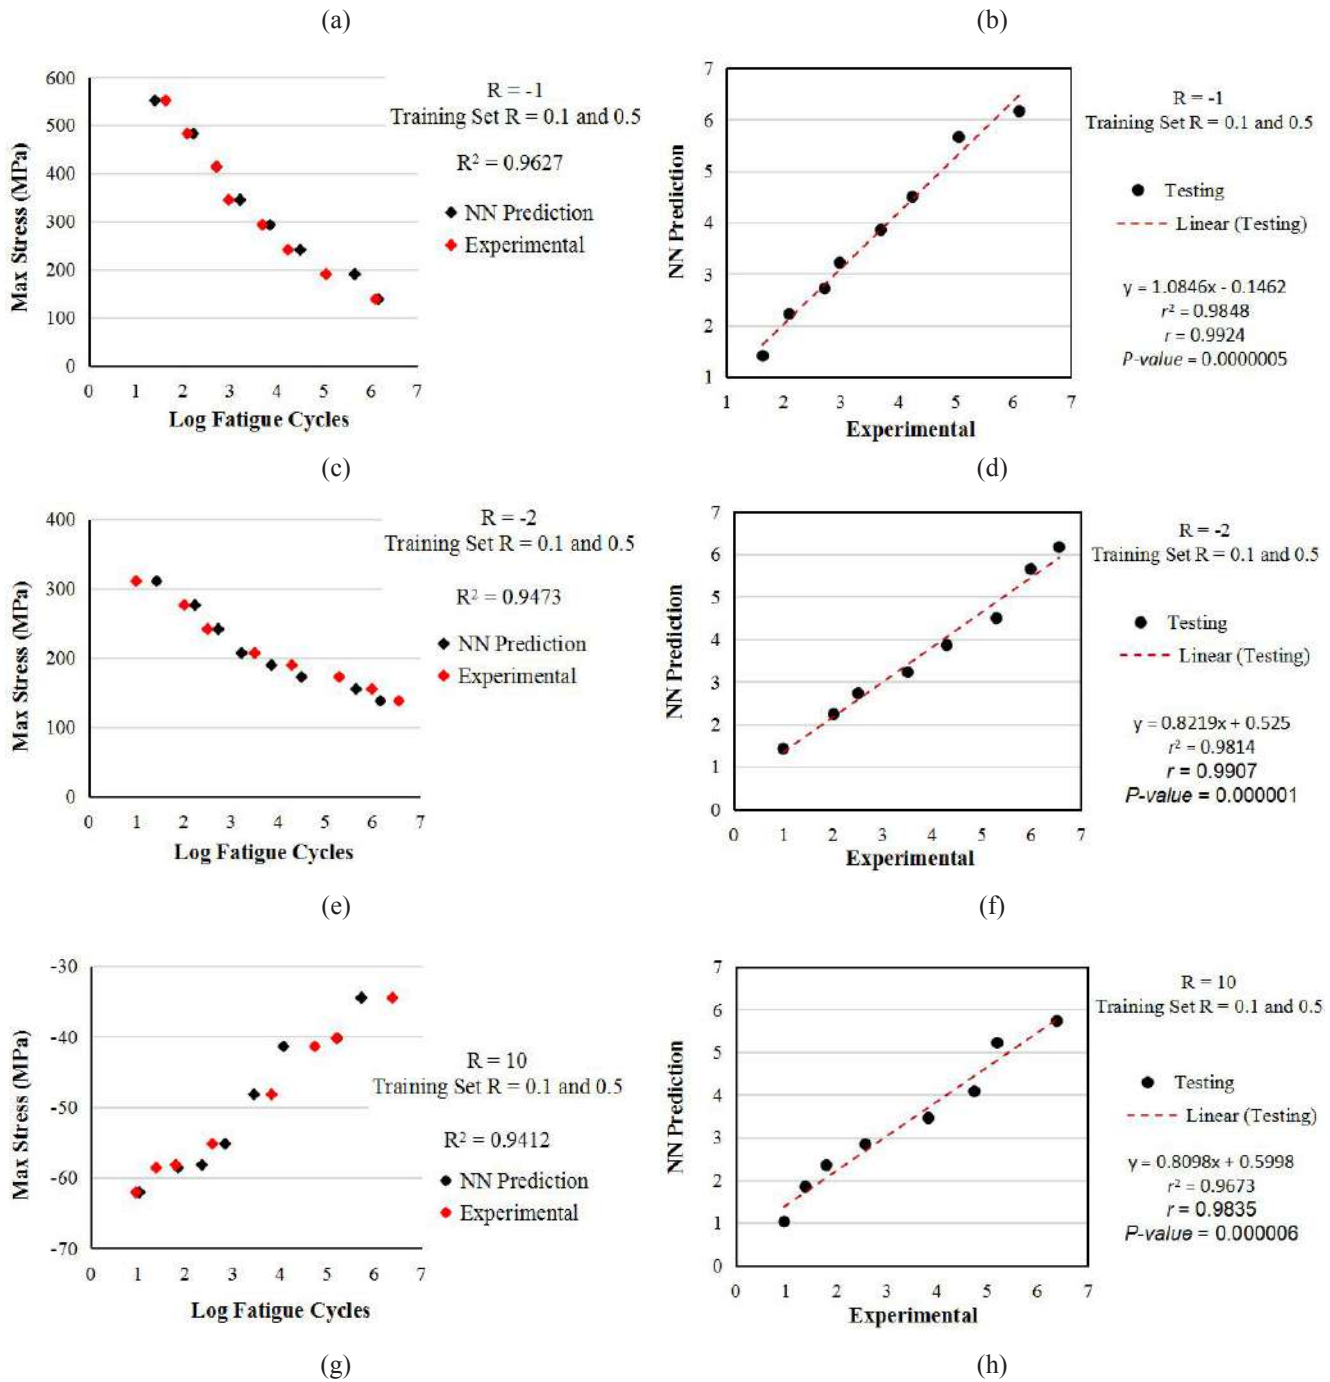 (a)
(b)
600
500
400
300
200
100
0
Max Stress (MPa)
0 1 2 3 4 5 6 7
Log Fatigue Cycles
R = -1
Training Set R = 0.1 and 0.5
R² = 0.9627
NN Prediction
Experimental
7
6
5
4
3
2
1
NN Prediction
1 2 3 4 5 6 7
Experimental
R = -1
Training Set R = 0.1 and 0.5
Testing
Linear (Testing)
y = 1.0846x - 0.1462
r² = 0.9848
r = 0.9924
P-value = 0.0000005
(c)
(d)
400
300
200
100
0
Max Stress (MPa)
0 1 2 3 4 5 6 7
Log Fatigue Cycles
R = -2
Training Set R = 0.1 and 0.5
R² = 0.9473
NN Prediction
Experimental
7
6
5
4
3
2
1
0
NN Prediction
0 1 2 3 4 5 6 7
Experimental
R = -2
Training Set R = 0.1 and 0.5
Testing
Linear (Testing)
y = 0.8219x + 0.525
r² = 0.9814
r = 0.9907
P-value = 0.000001
(e)
(f)
-30
-40
-50
-60
-70
Max Stress (MPa)
0 1 2 3 4 5 6 7
Log Fatigue Cycles
R = 10
Training Set R = 0.1 and 0.5
R² = 0.9412
NN Prediction
Experimental
7
6
5
4
3
2
1
0
NN Prediction
0 1 2 3 4 5 6 7
Experimental
R = 10
Training Set R = 0.1 and 0.5
Testing
Linear (Testing)
y = 0.8098x + 0.5998
r² = 0.9673
r = 0.9835
P-value = 0.000006
(g)
(h)